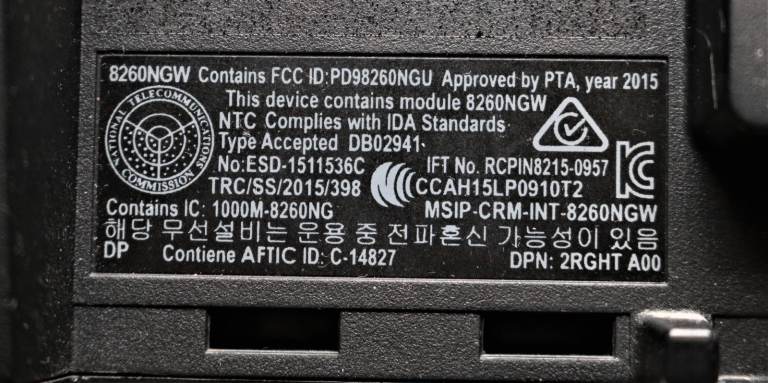 8260NGW Contains FCC ID:PD98260NGU Approved by PTA, year 2015
This device contains module 8260NGW
NTC Complies with IDA Standards
Type Accepted DB02941
No:ESD-1511536C IFT No. RCPIN8215-0957
TRC/SS/2015/398 CCAH15LP0910T2
Contains IC: 1000M-8260NG MSIP-CRM-INT-8260NGW
해당 무선설비는 운용 중 전파혼신 가능성이 있음
DP Contiene AFTIC ID: C-14827 DPN: 2RGHT A00
NATIONAL TELECOMMUNICATIONS COMMISSION